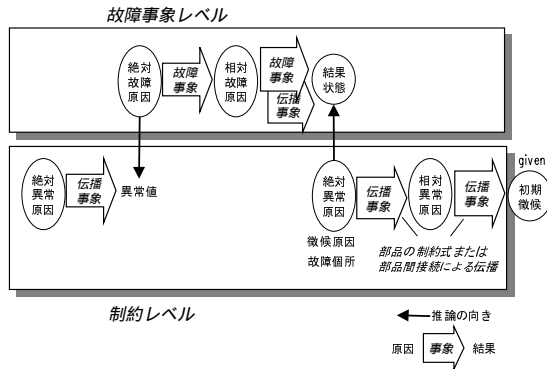 故障事象レベル
絶対
故障
原因
故障
事象
相対
故障
原因
故障
事象
伝播
事象
結果
状態
絶対
異常
原因
伝播
事象
異常値
絶対
異常
原因
伝播
事象
相対
異常
原因
伝播
事象
given
初期
徴候
徴候原因
故障個所
部品の制約式または
部品間接続による伝播
制約レベル
推論の向き
原因 事象 結果